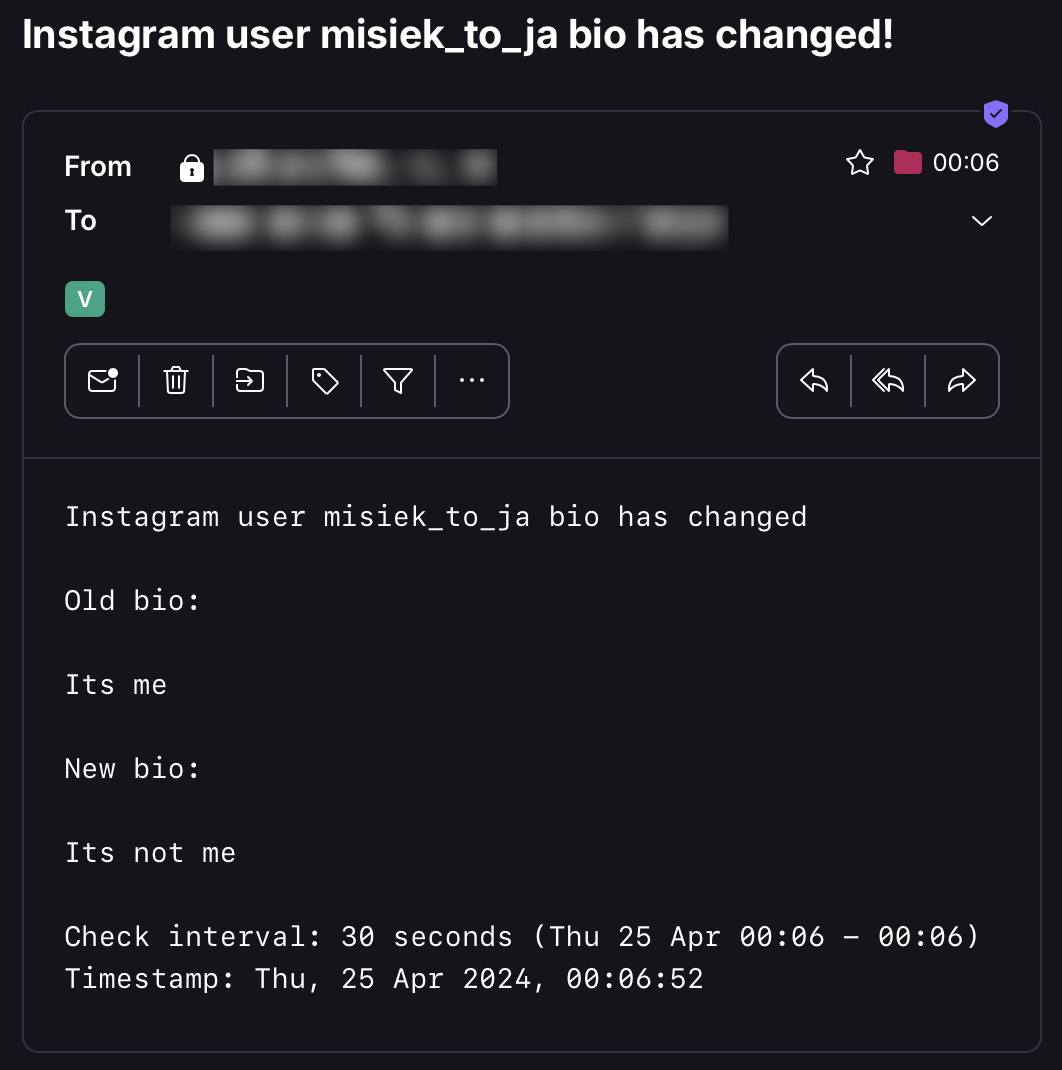 Instagram user misiek_to_ja bio has changed!
From
00:06
To
V
Instagram user misiek_to_ja bio has changed
Old bio:
Its me
New bio:
Its not me
Check interval: 30 seconds (Thu 25 Apr 00:06 – 00:06)
Timestamp: Thu, 25 Apr 2024, 00:06:52